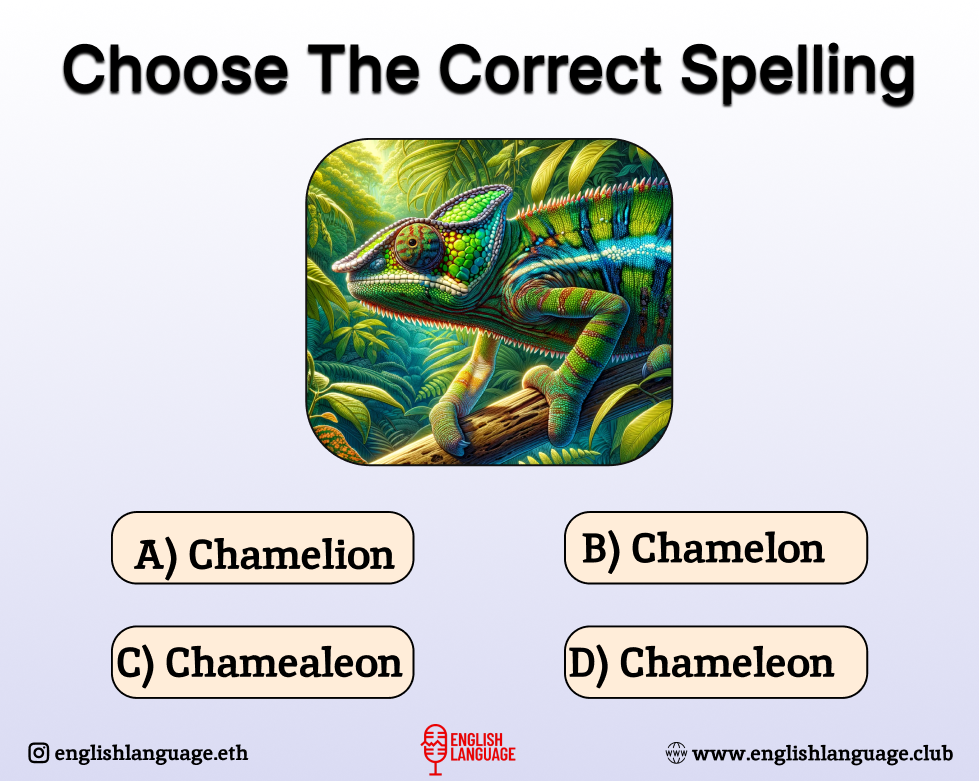 Choose The Correct Spelling
A) Chamelion
B) Chamelon
C) Chamealeon
D) Chameleon
englishlanguage.eth
ENGLISH
LANGUAGE
www.englishlanguage.club